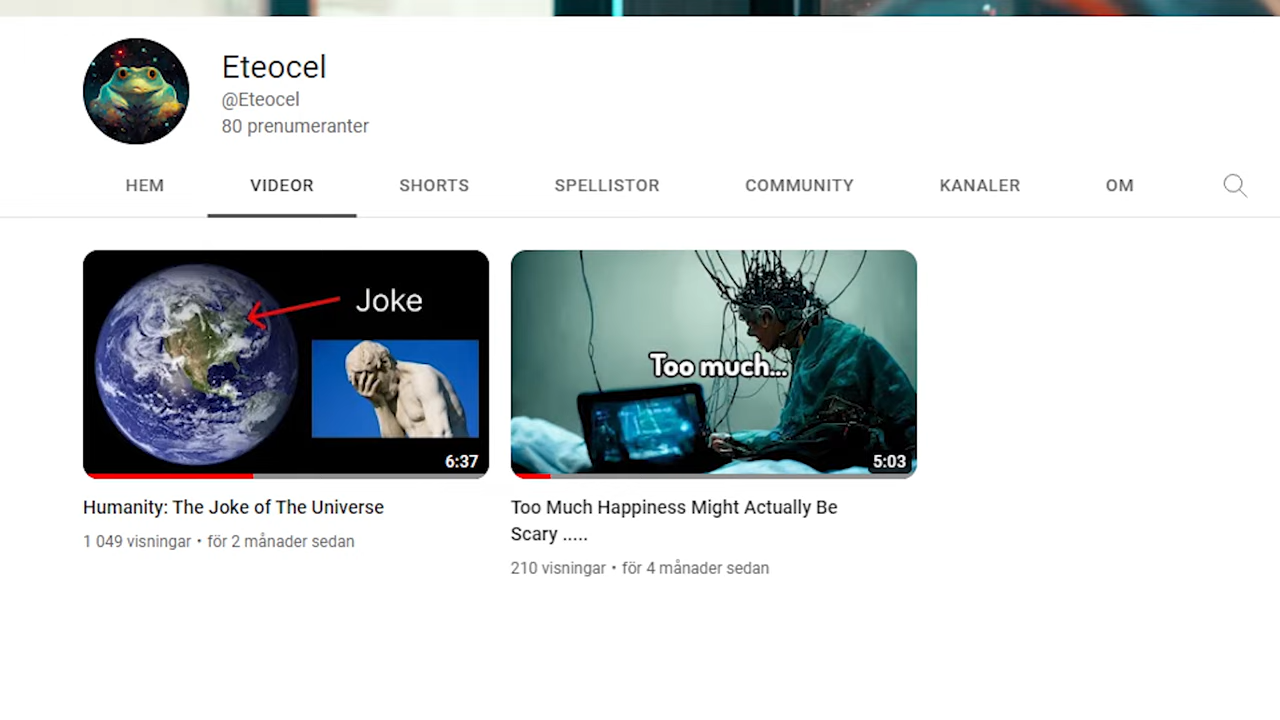 Eteocel
@Eteocel
80 prenumeranter
HEM VIDEOR SHORTS SPELLISTOR COMMUNITY KANALER OM
Joke
6:37
Too much...
5:03
Humanity: The Joke of The Universe
1 049 visningar • för 2 månader sedan
Too Much Happiness Might Actually Be
Scary .....
210 visningar • för 4 månader sedan